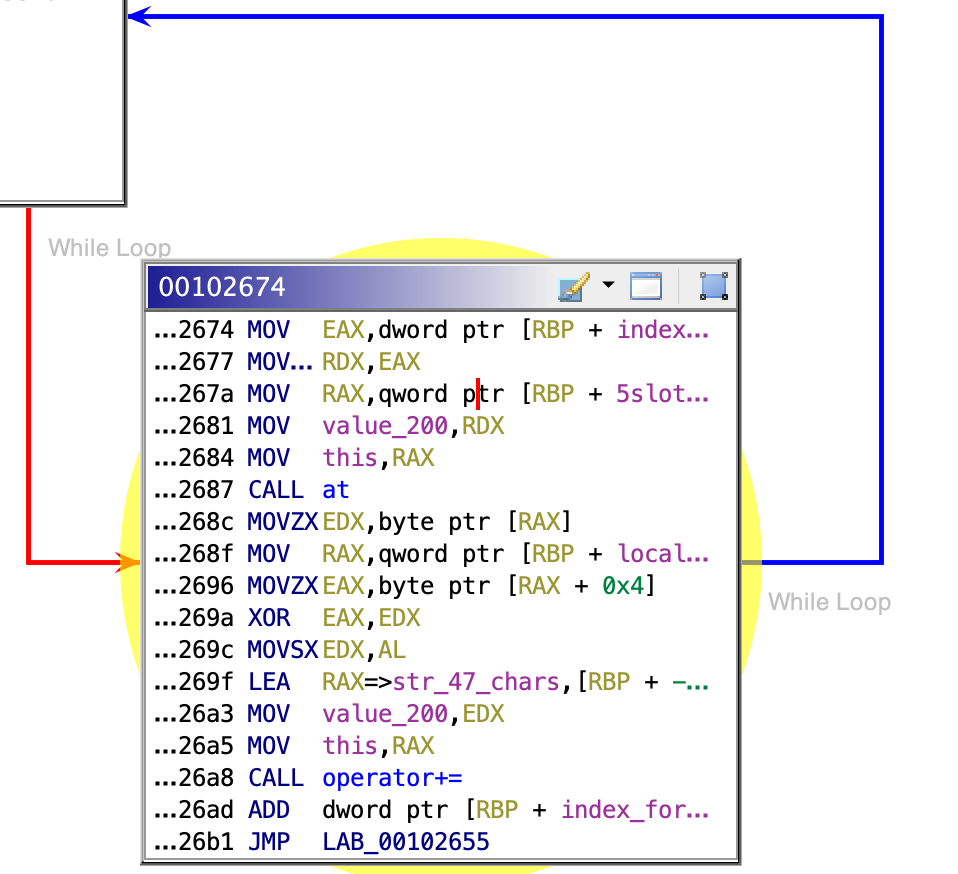 While Loop
00102674
...2674 MOV EAX,dword ptr [RBP + index...
...2677 MOV... RDX,EAX
...267a MOV RAX,qword ptr [RBP + 5slot...
...2681 MOV value_200,RDX
...2684 MOV this,RAX
...2687 CALL at
...268c MOVZX EDX,byte ptr [RAX]
...268f MOV RAX,qword ptr [RBP + local...
...2696 MOVZX EAX,byte ptr [RAX + 0x4]
...269a XOR EAX,EDX
...269c MOVSX EDX,AL
...269f LEA RAX=>str_47_chars,[RBP + -...
...26a3 MOV value_200,EDX
...26a5 MOV this,RAX
...26a8 CALL operator+=
...26ad ADD dword ptr [RBP + index_for...
...26b1 JMP LAB_00102655
While Loop